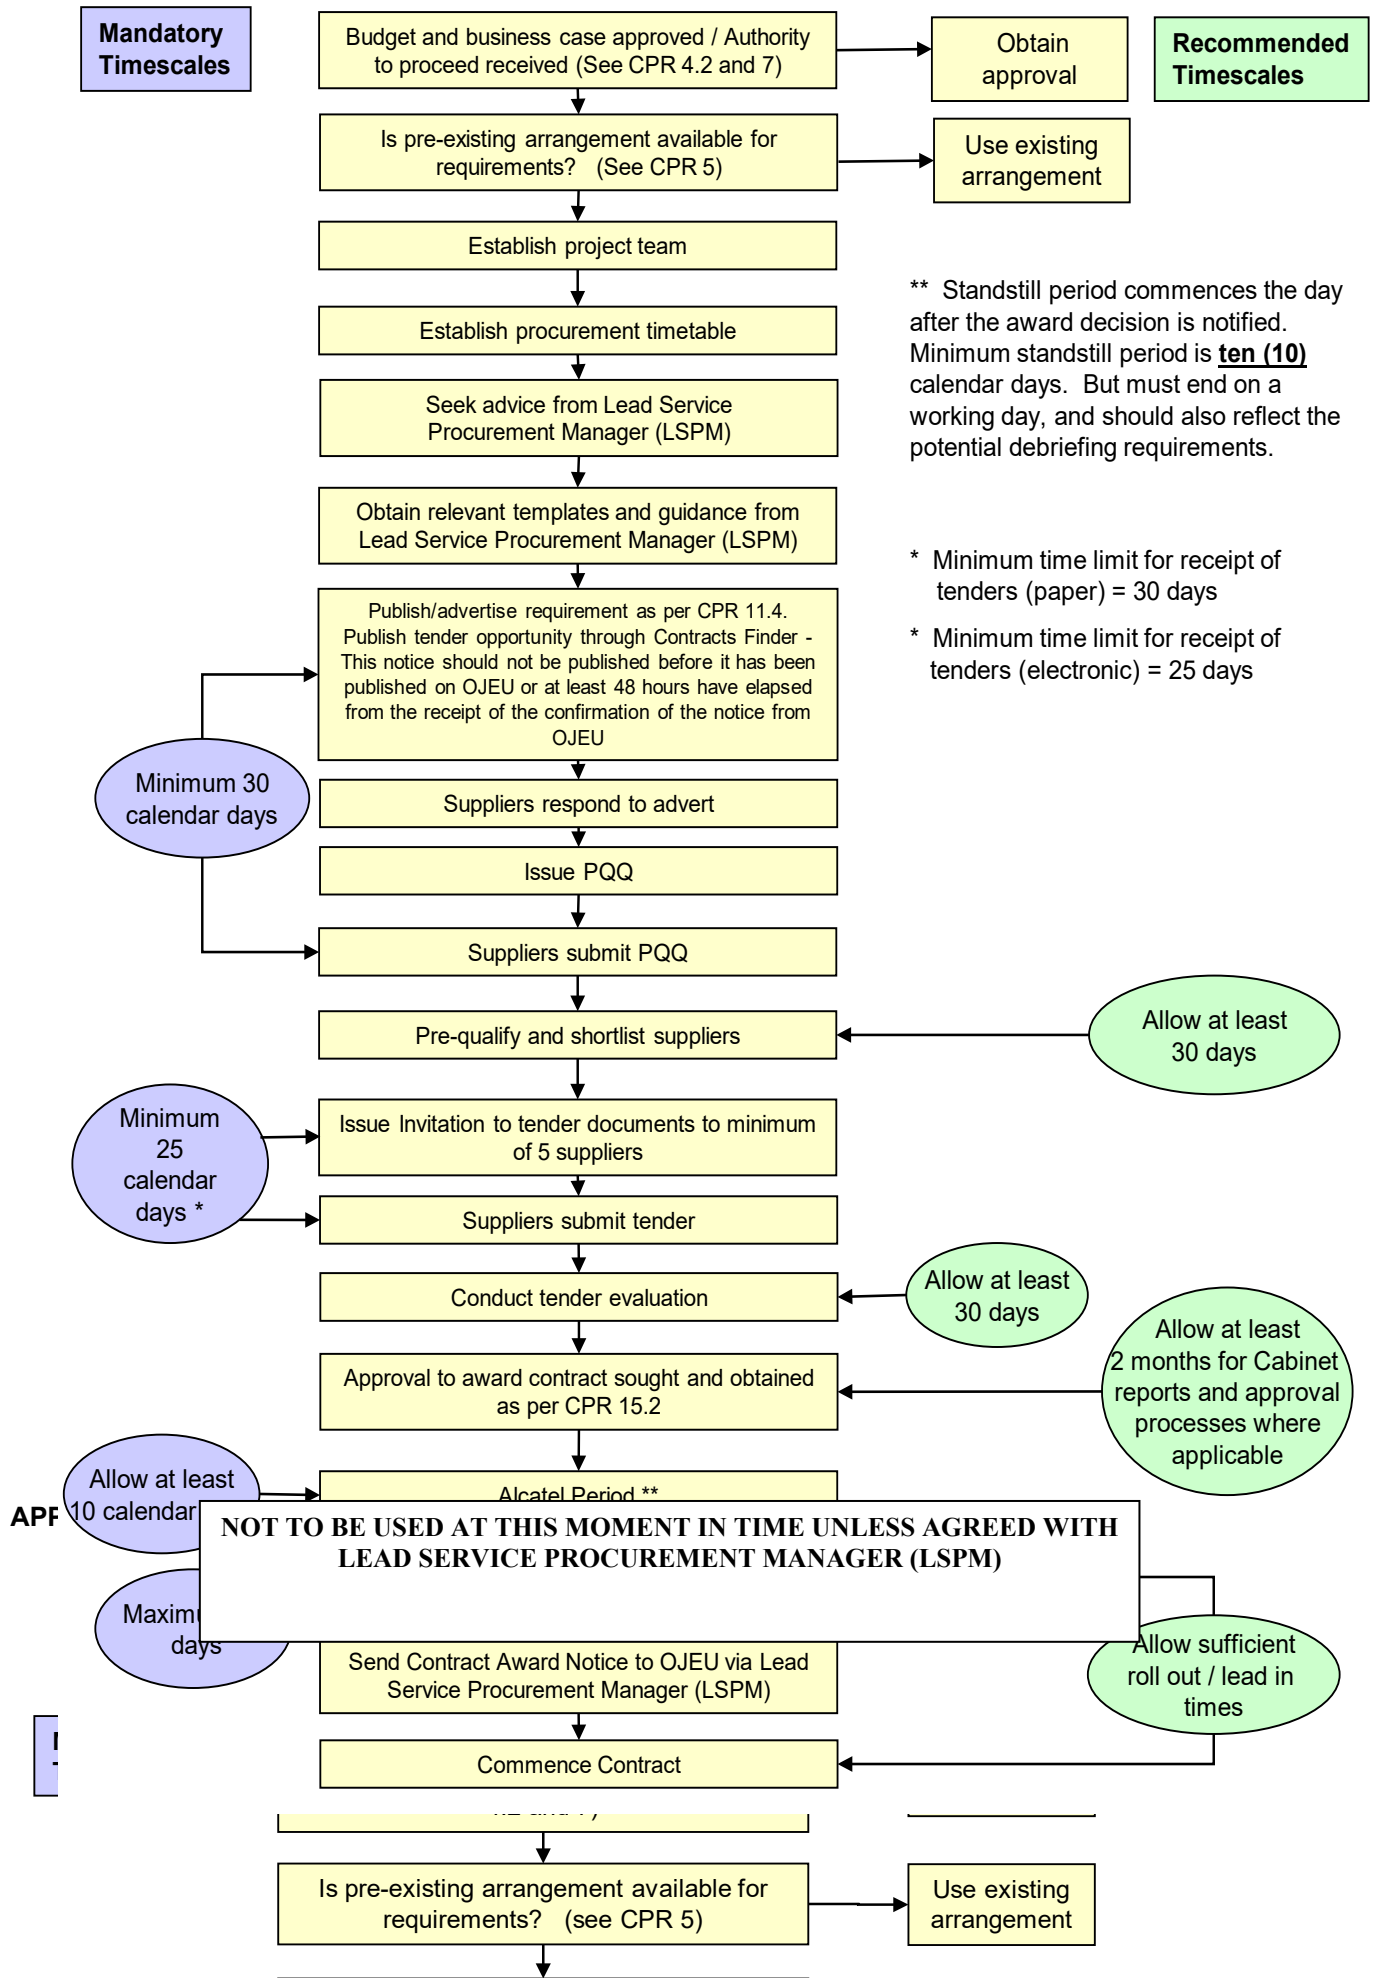 Mandatory
Timescales
Budget and business case approved / Authority
to proceed received (See CPR 4.2 and 7)
Obtain
approval
Recommended
Timescales
Is pre-existing arrangement available for
requirements? (See CPR 5)
Use existing
arrangement
Establish project team
** Standstill period commences the day
after the award decision is notified.
Minimum standstill period is ten (10)
calendar days. But must end on a
working day, and should also reflect the
potential debriefing requirements.
Establish procurement timetable
Seek advice from Lead Service
Procurement Manager (LSPM)
Obtain relevant templates and guidance from
Lead Service Procurement Manager (LSPM)
* Minimum time limit for receipt of
tenders (paper) = 30 days
* Minimum time limit for receipt of
tenders (electronic) = 25 days
Publish/advertise requirement as per CPR 11.4.
Publish tender opportunity through Contracts Finder -
This notice should not be published before it has been
published on OJEU or at least 48 hours have elapsed
from the receipt of the confirmation of the notice from
OJEU
Minimum 30
calendar days
Suppliers respond to advert
Issue PQQ
Suppliers submit PQQ
Pre-qualify and shortlist suppliers
Allow at least
30 days
Minimum
25
calendar
days *
Issue Invitation to tender documents to minimum
of 5 suppliers
Suppliers submit tender
Conduct tender evaluation
Allow at least
30 days
Approval to award contract sought and obtained
as per CPR 15.2
Allow at least
2 months for Cabinet
reports and approval
processes where
applicable
Allow at least
10 calendar
Alcatel Period **
APP
NOT TO BE USED AT THIS MOMENT IN TIME UNLESS AGREED WITH
LEAD SERVICE PROCUREMENT MANAGER (LSPM)
days
Send Contract Award Notice to OJEU via Lead
Service Procurement Manager (LSPM)
Allow sufficient
roll out / lead in
times
Commence Contract
Is pre-existing arrangement available for
requirements? (see CPR 5)
Use existing
arrangement